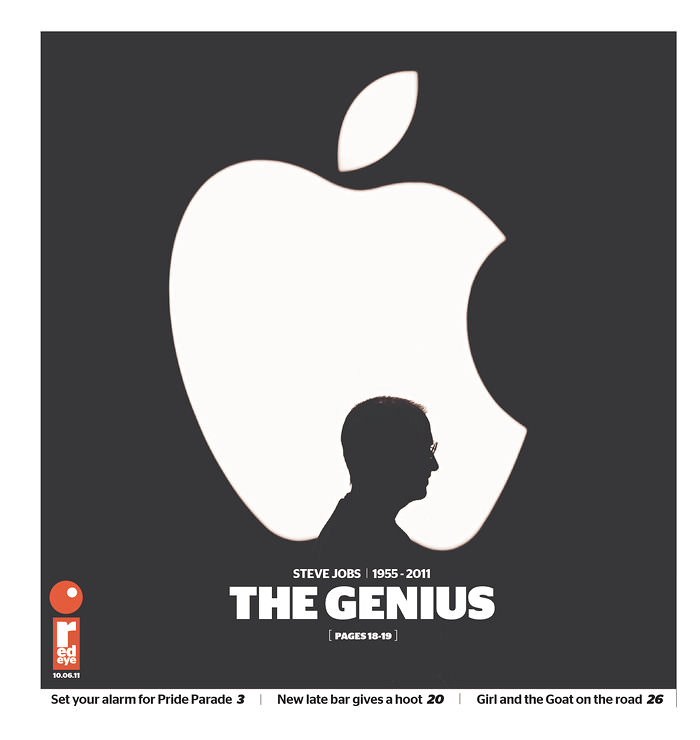 STEVE JOBS | 1955 - 2011
THE GENIUS
[ PAGES 18-19 ]
red
eye
10.06.11
Set your alarm for Pride Parade 3 | New late bar gives a hoot 20 | Girl and the Goat on the road 26